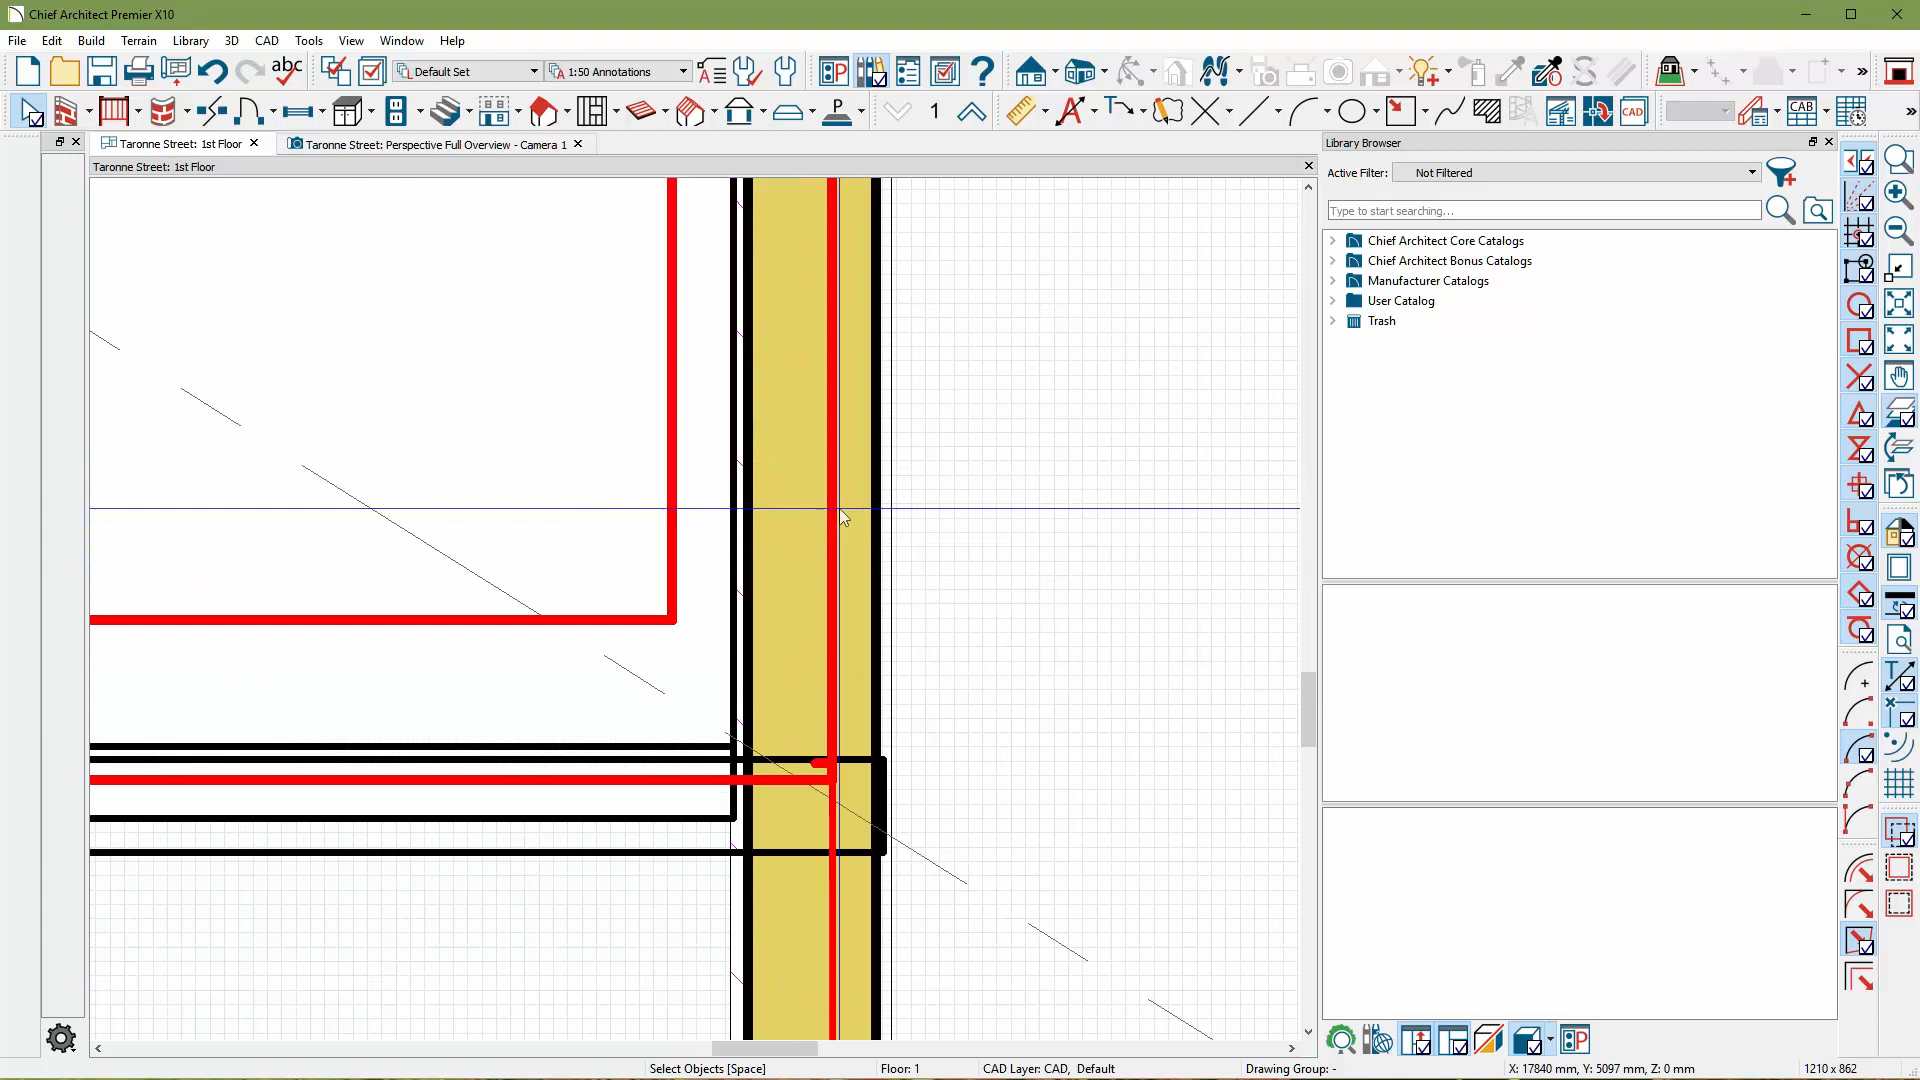 Chief Architect Premier X10
File Edit Build Terrain Library 3D CAD Tools View Window Help
abc Default Set 1:50 Annotations
P 1 CAD CAB
Taronne Street: 1st Floor Taronne Street: Perspective Full Overview - Camera 1
Taronne Street: 1st Floor
Library Browser
Active Filter: Not Filtered
Type to start searching...
Chief Architect Core Catalogs
Chief Architect Bonus Catalogs
Manufacturer Catalogs
User Catalog
Trash
Select Objects [Space] Floor: 1 CAD Layer: CAD, Default Drawing Group: - X: 17840 mm, Y: 5097 mm, Z: 0 mm 1210 x 862